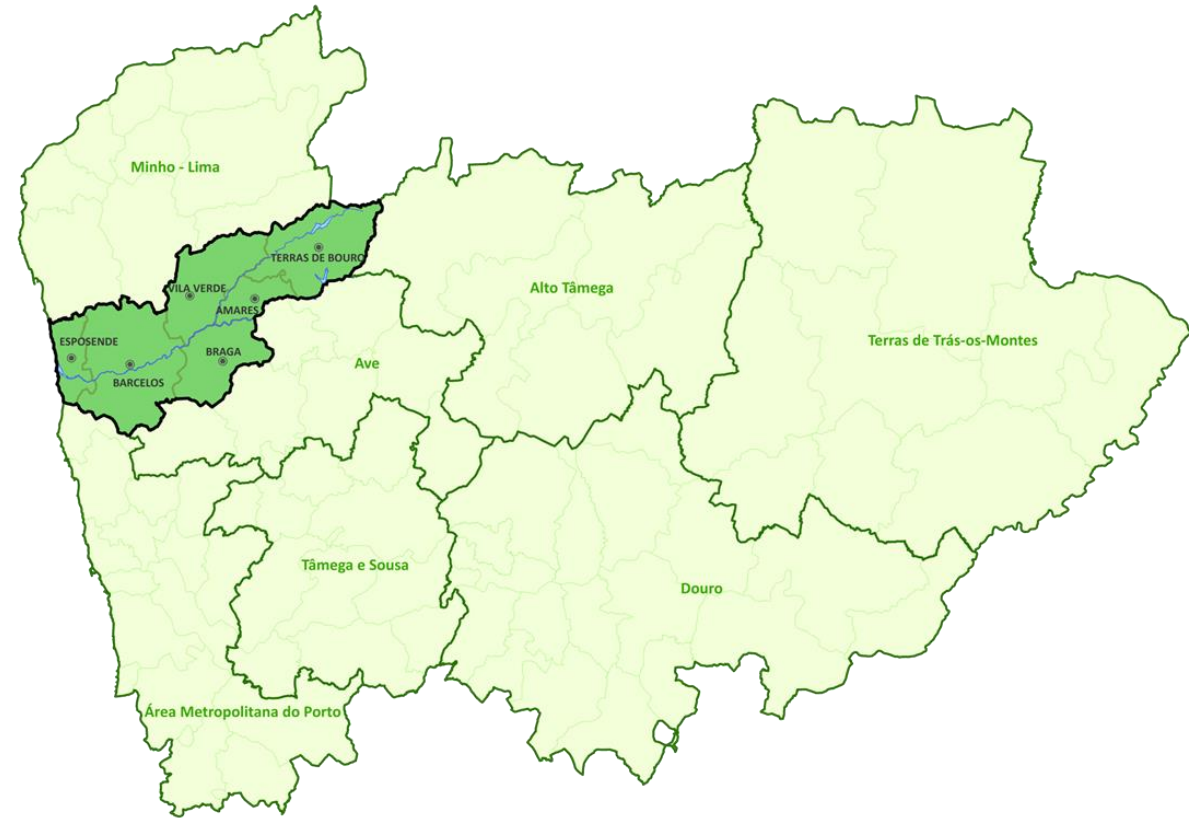 Minho - Lima
TERRAS DE BOURO
VILA VERDE
AMARES
ESPOSENDE
BRAGA
BARCELOS
Alto Tâmega
Terras de Trás-os-Montes
Ave
Tâmega e Sousa
Douro
Área Metropolitana do Porto